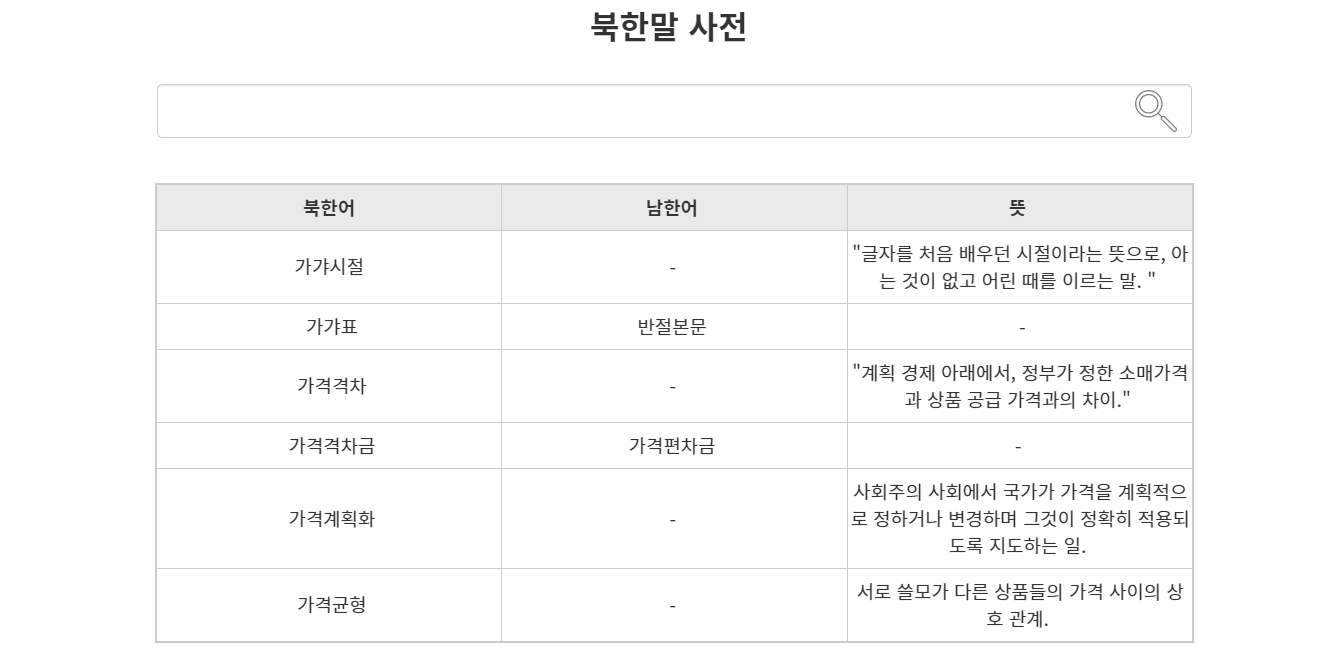 북한말 사전
북한어 남한어 뜻
가갸시절 - "글자를 처음 배우던 시절이라는 뜻으로, 아
는 것이 없고 어린 때를 이르는 말. "
가갸표 반절본문 -
가격격차 - "계획 경제 아래에서, 정부가 정한 소매가격
과 상품 공급 가격과의 차이."
가격격차금 가격편차금 -
가격계획화 - 사회주의 사회에서 국가가 가격을 계획적으
로 정하거나 변경하며 그것이 정확히 적용되
도록 지도하는 일.
가격균형 - 서로 쓸모가 다른 상품들의 가격 사이의 상
호 관계.